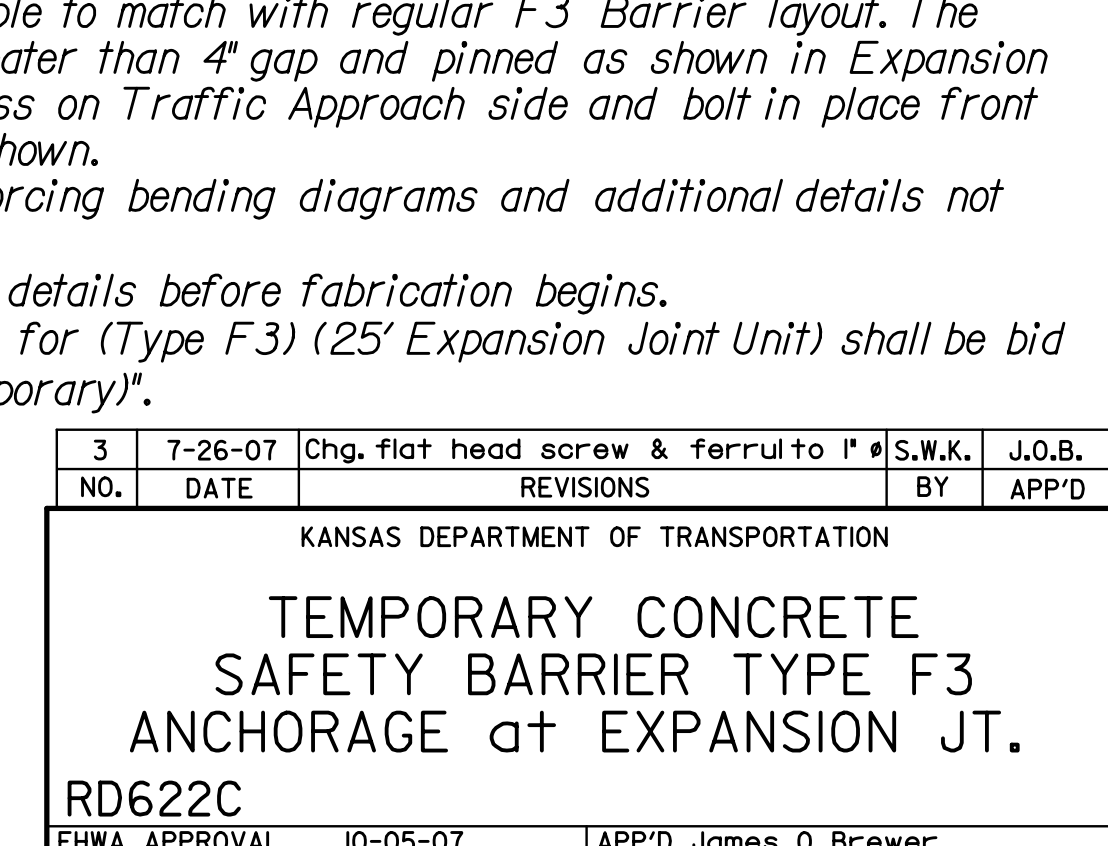 ble to match with regular F3 Barrier layout. The
ater than 4" gap and pinned as shown in Expansion
ss on Traffic Approach side and bolt in place front
hown.
orcing bending diagrams and additional details not
details before fabrication begins.
for (Type F3) (25' Expansion Joint Unit) shall be bid
porary)".
3 7-26-07 Chg. flat head screw & ferrul to 1" ø S.W.K. J.O.B.
NO. DATE REVISIONS BY APP'D
KANSAS DEPARTMENT OF TRANSPORTATION
TEMPORARY CONCRETE
SAFETY BARRIER TYPE F3
ANCHORAGE at EXPANSION JT.
RD622C
FHWA APPROVAL 10-05-07 APP'D James O. Brewer